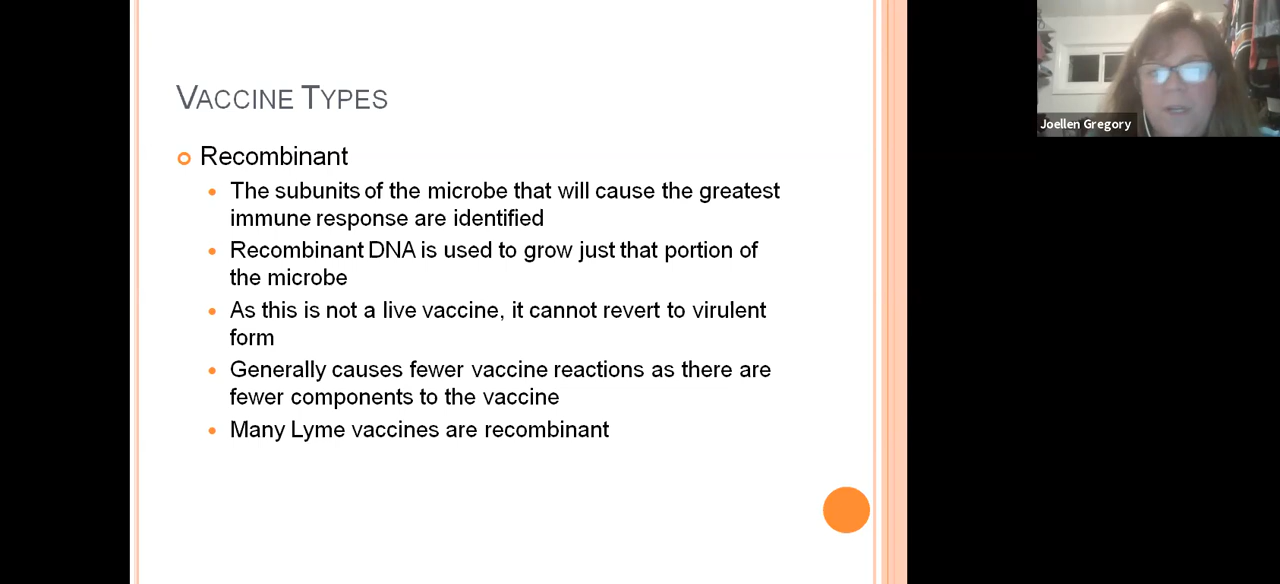 VACCINE TYPES
Recombinant
The subunits of the microbe that will cause the greatest
immune response are identified
Recombinant DNA is used to grow just that portion of
the microbe
As this is not a live vaccine, it cannot revert to virulent
form
Generally causes fewer vaccine reactions as there are
fewer components to the vaccine
Many Lyme vaccines are recombinant
Joellen Gregory